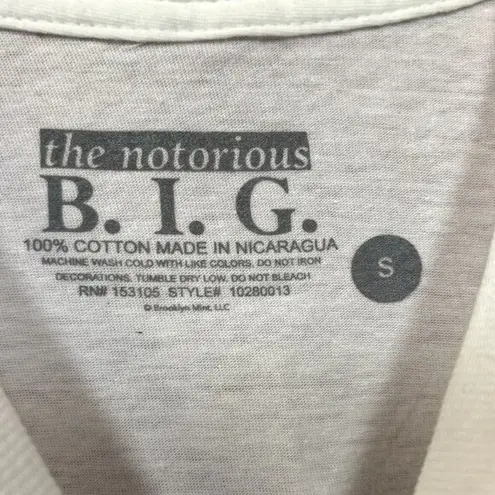 the notorious
B. I. G.
100% COTTON MADE IN NICARAGUA
MACHINE WASH COLD WITH LIKE COLORS. DO NOT IRON
DECORATIONS. TUMBLE DRY LOW. DO NOT BLEACH
RN# 153105 STYLE# 10280013
© Brooklyn Mint, LLC
S